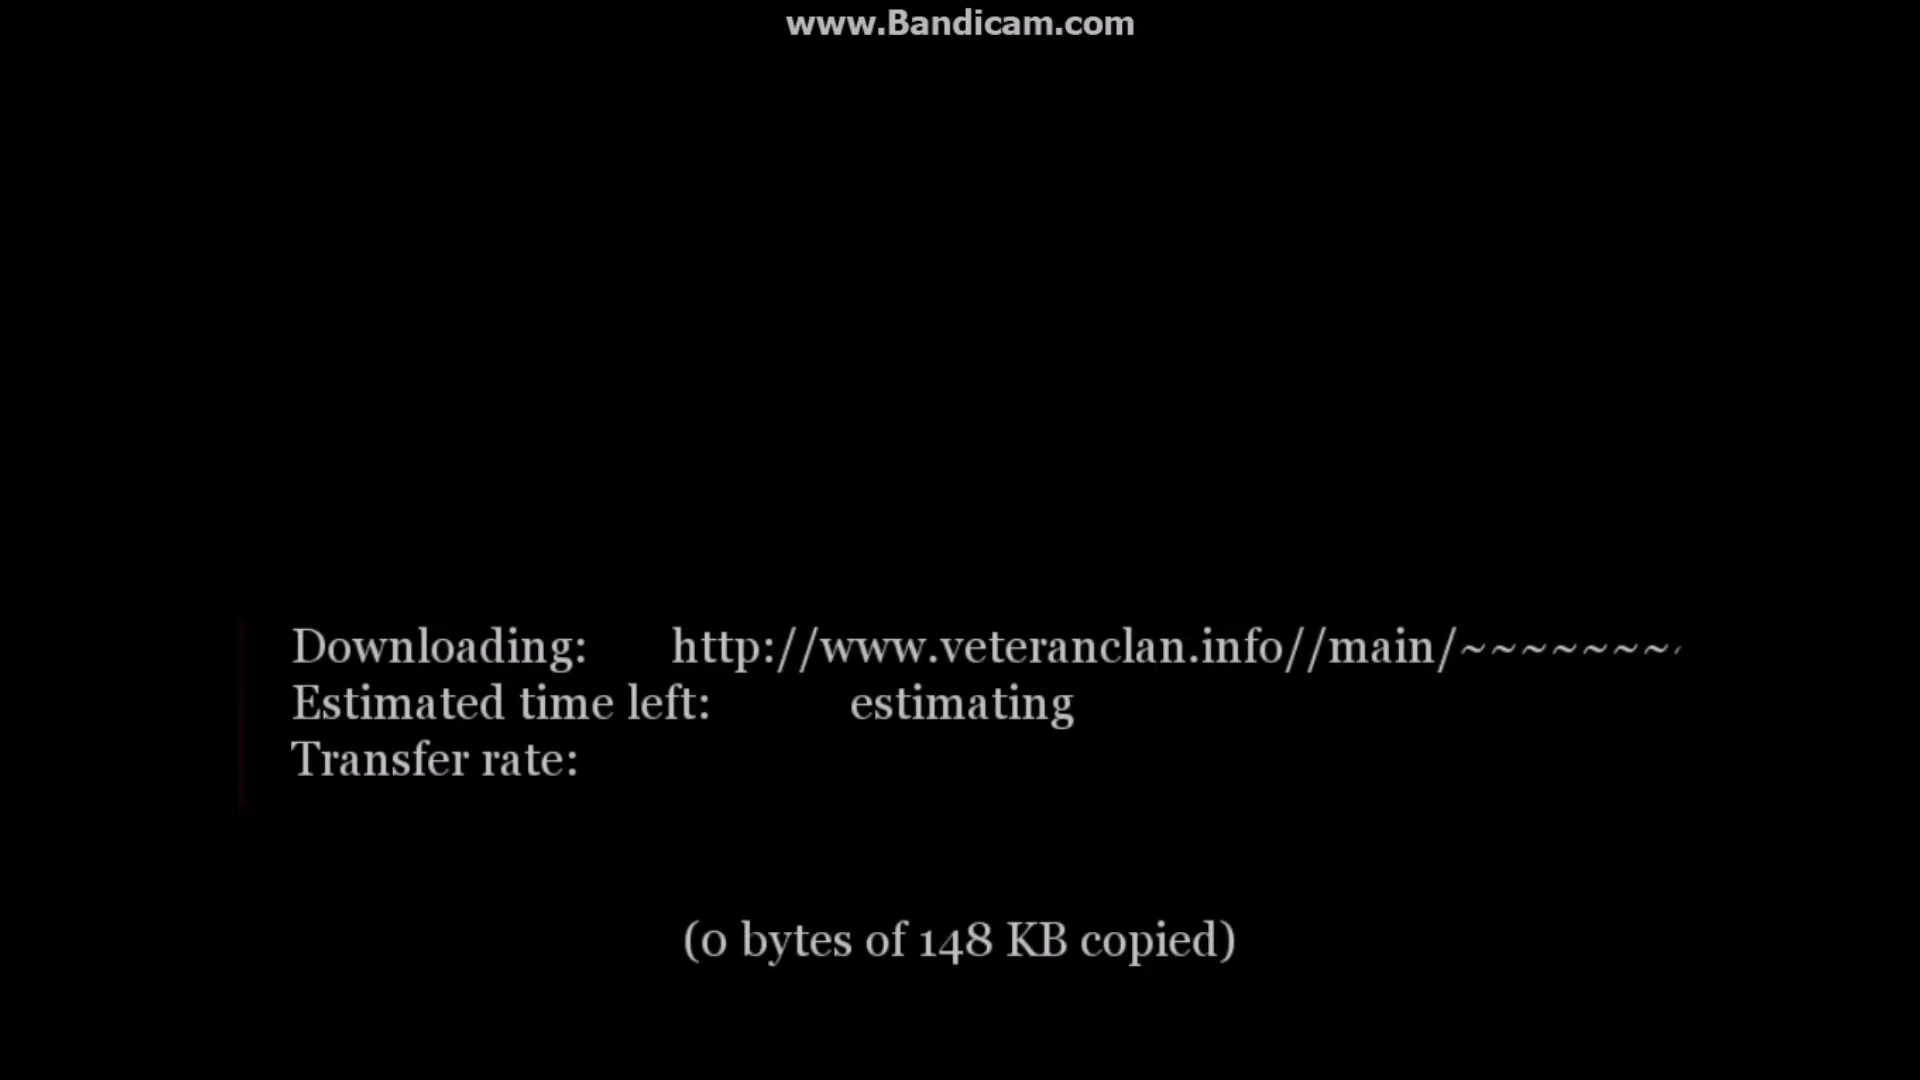 www.Bandicam.com
Downloading: http://www.veteranclan.info//main/~~~~~~~
Estimated time left: estimating
Transfer rate:
(0 bytes of 148 KB copied)